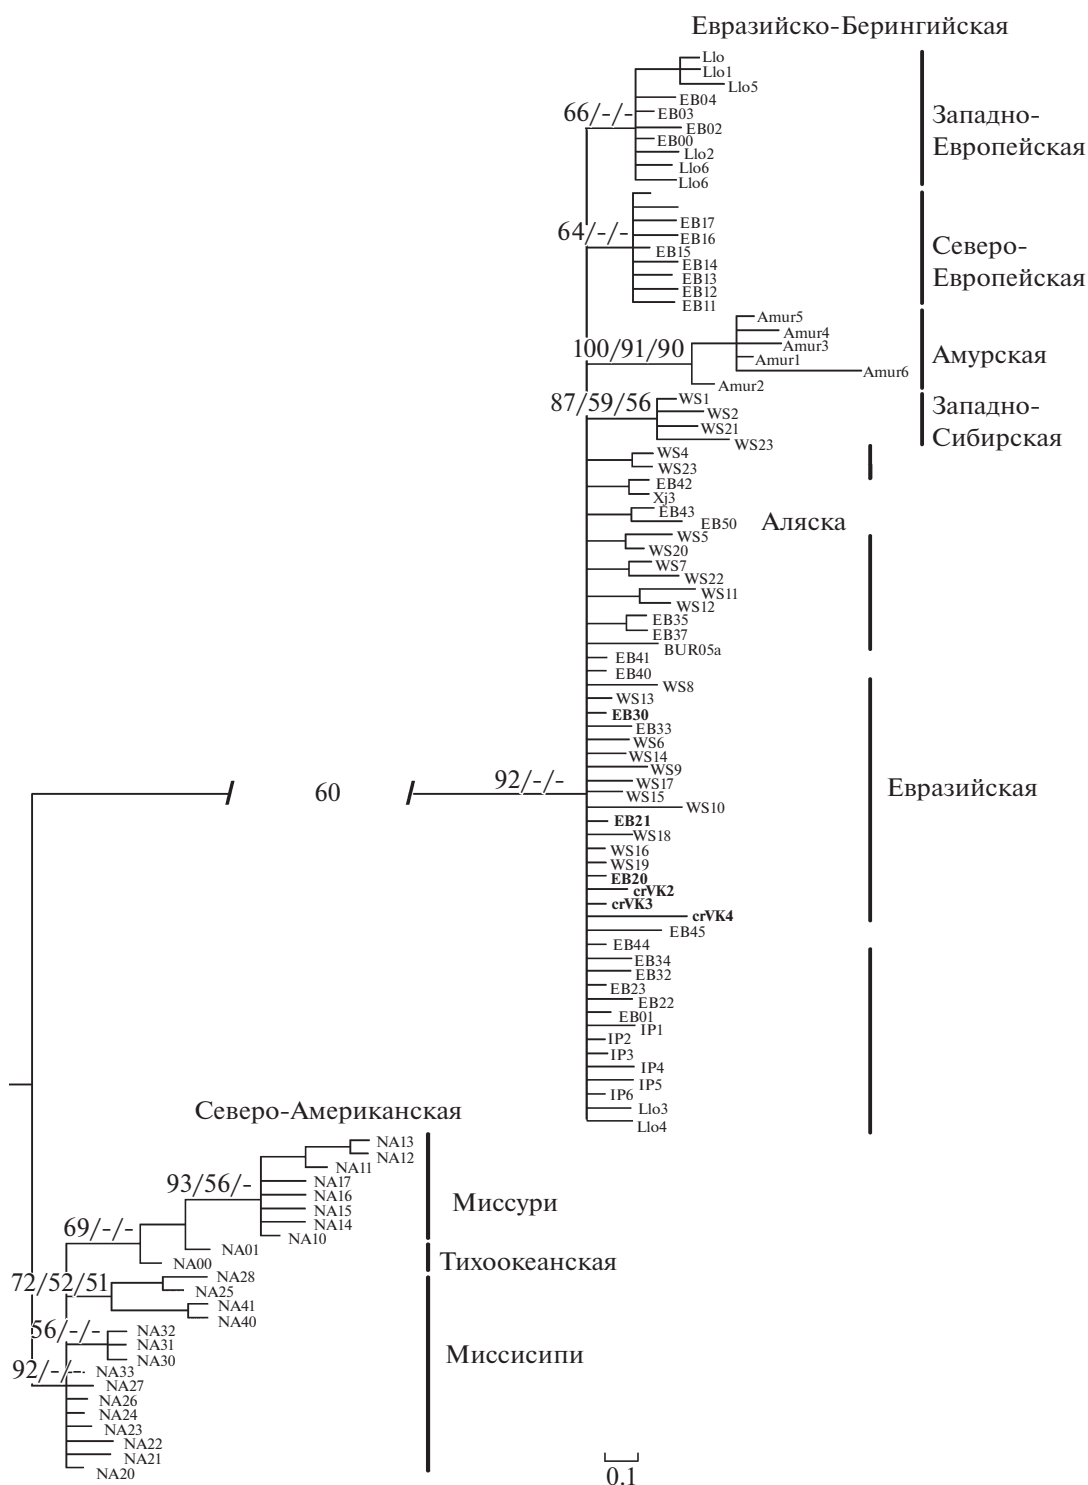 Евразийско-Берингийская
Llo
Llo1
Llo5
EB04
EB03
66/-/-
EB02
EB00
Llo2
Llo6
Llo6
Западно-
Европейская
64/-/-
EB17
EB16
EB15
EB14
EB13
EB12
EB11
Северо-
Европейская
100/91/90
Amur5
Amur4
Amur3
Amur1
Amur6
Amur2
Амурская
87/59/56
WS1
WS2
WS21
WS23
Западно-
Сибирская
WS4
WS23
EB42
Xj3
EB43
EB50
Аляска
WS5
WS20
WS7
WS22
WS11
WS12
EB35
EB37
BUR05a
EB41
EB40
WS8
WS13
EB30
EB33
WS6
WS14
WS9
WS17
WS15
WS10
60
92/-/-
Евразийская
EB21
WS18
WS16
WS19
EB20
crVK2
crVK3
crVK4
EB45
EB44
EB34
EB32
EB23
EB22
EB01
IP1
IP2
IP3
IP4
IP5
IP6
Llo3
Llo4
Северо-Американская
NA13
NA12
NA11
93/56/-
NA17
NA16
NA15
NA14
NA10
Миссури
69/-/-
NA01
NA00
Тихоокеанская
72/52/51
NA28
NA25
NA41
NA40
56/-/-
NA32
NA31
NA30
Миссисипи
92/-/-
NA33
NA27
NA26
NA24
NA23
NA22
NA21
NA20
0.1